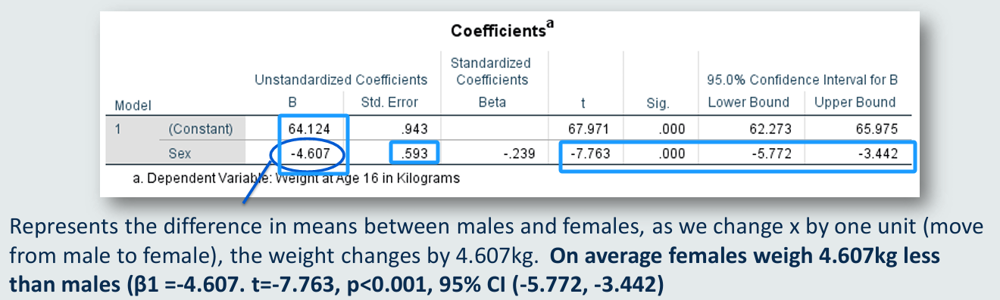 Coefficientsᵃ
Standardized
Unstandardized Coefficients Coefficients 95.0% Confidence Interval for B
Model B Std. Error Beta t Sig. Lower Bound Upper Bound
1 (Constant) 64.124 .943 67.971 .000 62.273 65.975
Sex -4.607 .593 -.239 -7.763 .000 -5.772 -3.442
a. Dependent Variable: Weight at Age 16 in Kilograms
Represents the difference in means between males and females, as we change x by one unit (move
from male to female), the weight changes by 4.607kg. On average females weigh 4.607kg less
than males (β1 =-4.607. t=-7.763, p<0.001, 95% CI (-5.772, -3.442)